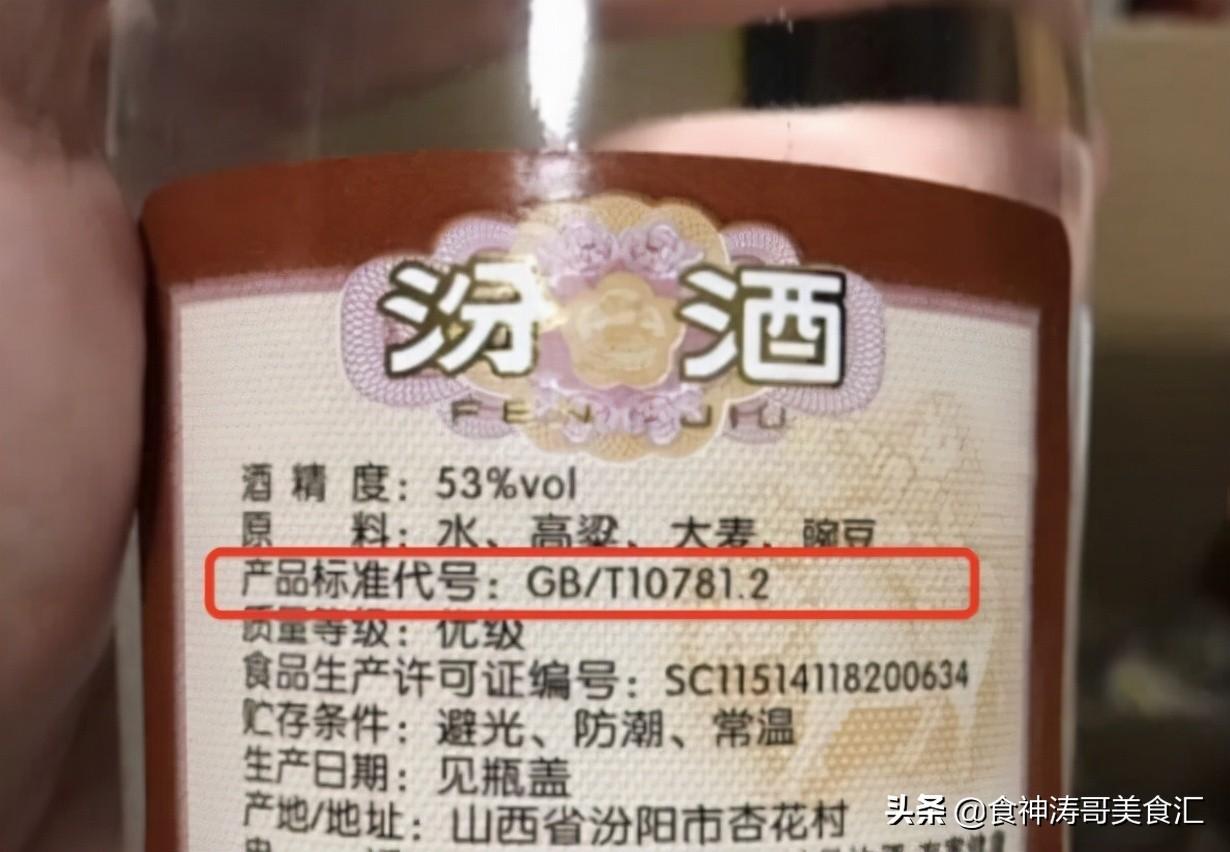 汾酒
FENJIU
酒精度：53%vol
原料：水、高粱、大麦、豌豆
产品标准代号：GB/T10781.2
质量等级：优级
食品生产许可证编号：SC11514118200634
贮存条件：避光、防潮、常温
生产日期：见瓶盖
产地/地址：山西省汾阳市杏花村
头条 @食神涛哥美食汇